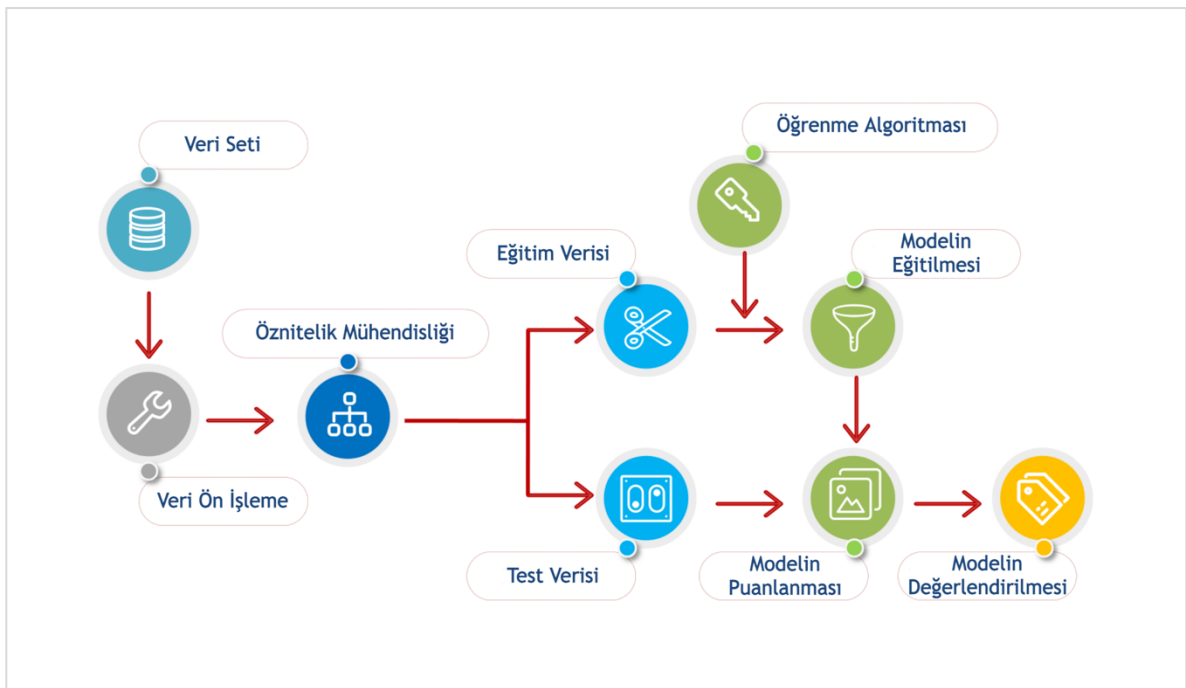 Veri Seti
Öğrenme Algoritması
Eğitim Verisi
Modelin
Eğitilmesi
Öznitelik Mühendisliği
Veri Ön İşleme
Test Verisi
Modelin
Puanlanması
Modelin
Değerlendirilmesi